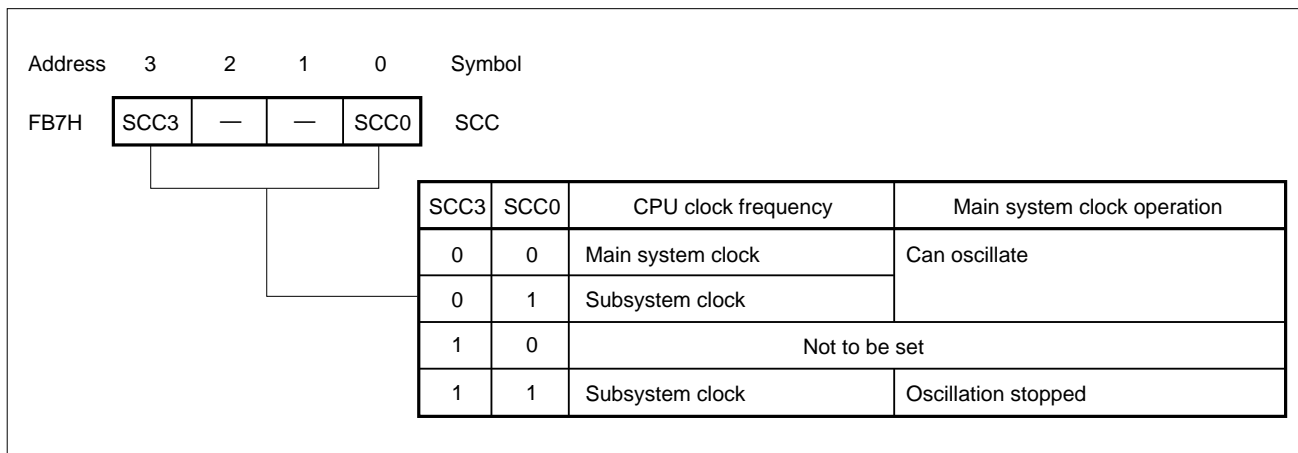 Address 3 2 1 0 Symbol
FB7H SCC3 — — SCC0 SCC
SCC3 SCC0 CPU clock frequency Main system clock operation
0 0 Main system clock Can oscillate
0 1 Subsystem clock
1 0 Not to be set
1 1 Subsystem clock Oscillation stopped